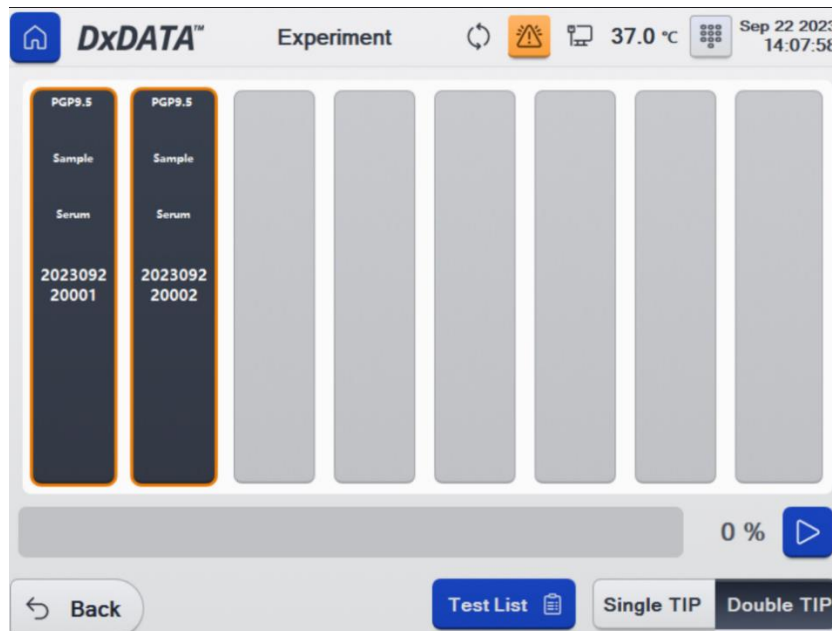 DxDATA™ Experiment 37.0 °C Sep 22 2023
14:07:58
PGP9.5 PGP9.5
Sample Sample
Serum Serum
2023092 2023092
20001 20002
0 %
Back Test List Single TIP Double TIP